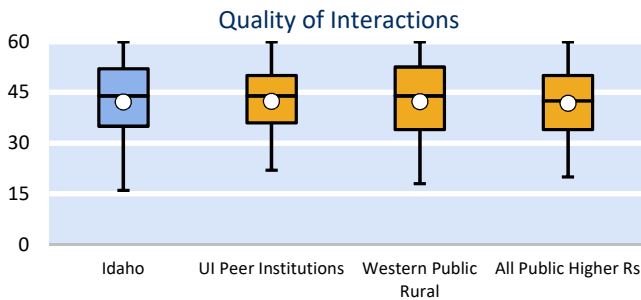 Quality of Interactions
60
45
30
15
0
Idaho
UI Peer Institutions
Western Public
Rural
All Public Higher Rs